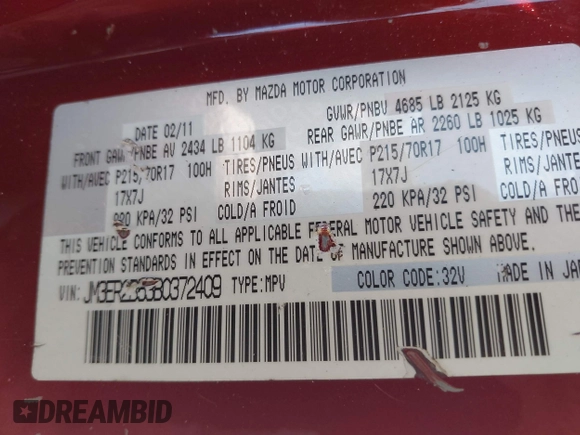 MFD. BY MAZDA MOTOR CORPORATION
DATE 02/11 GVWR/PNBV 4685 LB 2125 KG
FRONT GAWR/PNBE AV 2434 LB 1104 KG REAR GAWR/PNBE AR 2260 LB 1025 KG
WITH/AVEC P215/70R17 100H TIRES/PNEUS WITH/AVEC P215/70R17 100H TIRES/PNEUS
17X7J RIMS/JANTES 17X7J RIMS/JANTES
220 KPA/32 PSI COLD/A FROID 220 KPA/32 PSI COLD/A FROID
THIS VEHICLE CONFORMS TO ALL APPLICABLE FEDERAL MOTOR VEHICLE SAFETY AND THE
PREVENTION STANDARDS IN EFFECT ON THE DATE OF MANUFACTURE SHOWN ABOVE.
VIN: TYPE: MPV COLOR CODE: 32V MADE IN JAP
DREAMBID